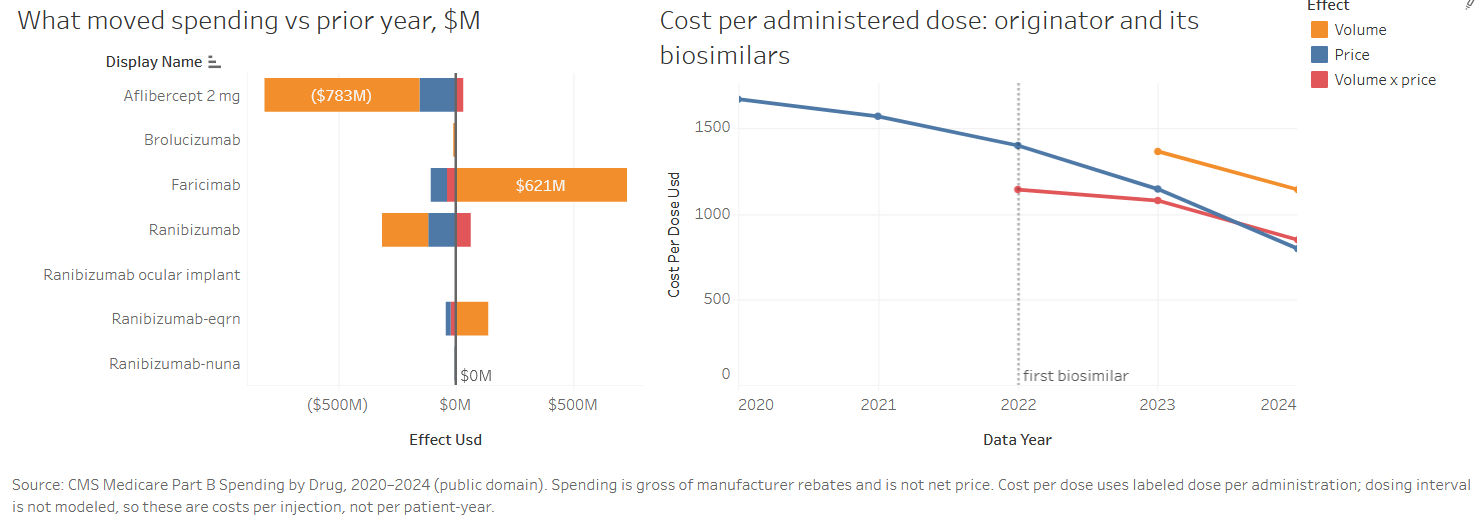 What moved spending vs prior year, $M
Display Name
Aflibercept 2 mg
($783M)
Brolucizumab
Faricimab
$621M
Ranibizumab
Ranibizumab ocular implant
Ranibizumab-eqrn
Ranibizumab-nuna
$0M
($500M)
$0M
$500M
Effect Usd
Cost per administered dose: originator and its
biosimilars
Cost Per Dose Usd
1500
1000
500
0
first biosimilar
2020
2021
2022
2023
2024
Data Year
Effect
Volume
Price
Volume x price
Source: CMS Medicare Part B Spending by Drug, 2020–2024 (public domain). Spending is gross of manufacturer rebates and is not net price. Cost per dose uses labeled dose per administration; dosing interval
is not modeled, so these are costs per injection, not per patient-year.